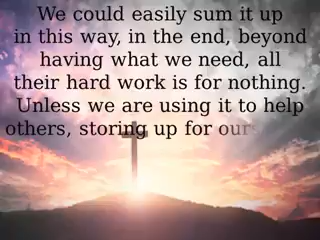 We could easily sum it up
in this way, in the end, beyond
having what we need, all
their hard work is for nothing.
Unless we are using it to help
others, storing up for